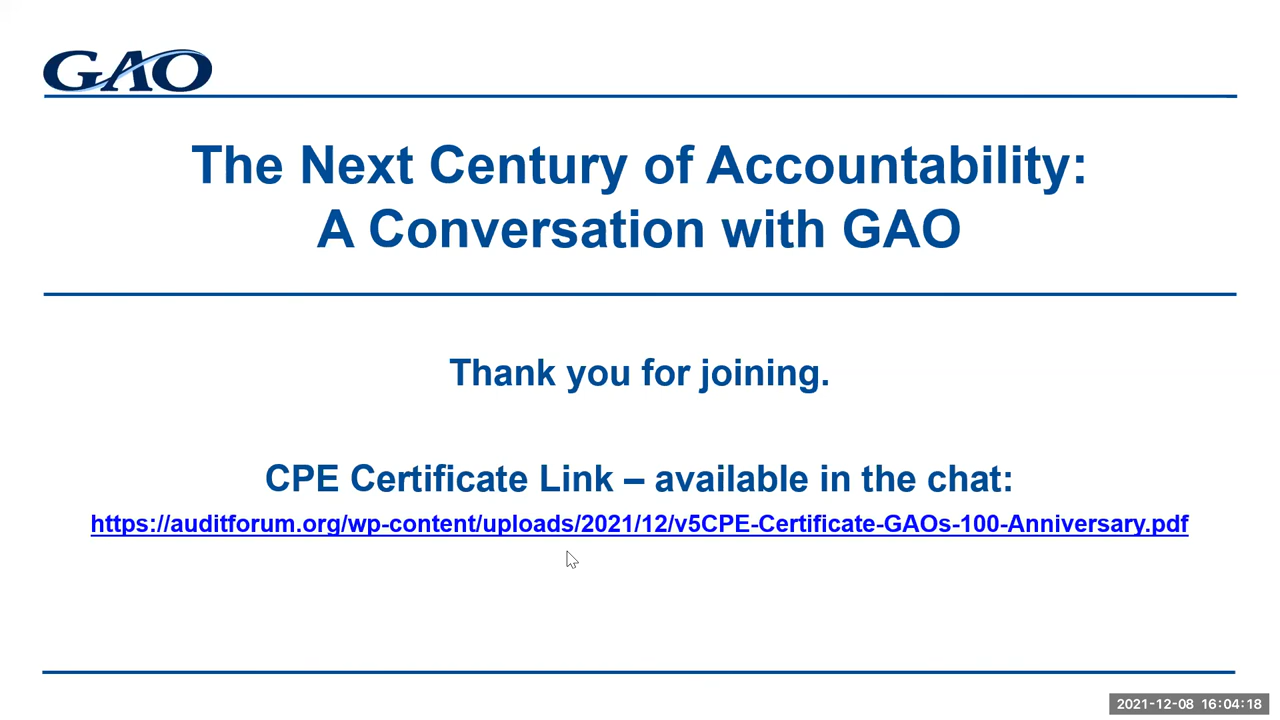 GAO
The Next Century of Accountability:
A Conversation with GAO
Thank you for joining.
CPE Certificate Link – available in the chat:
https://auditforum.org/wp-content/uploads/2021/12/v5CPE-Certificate-GAOs-100-Anniversary.pdf
2021-12-08 16:04:18